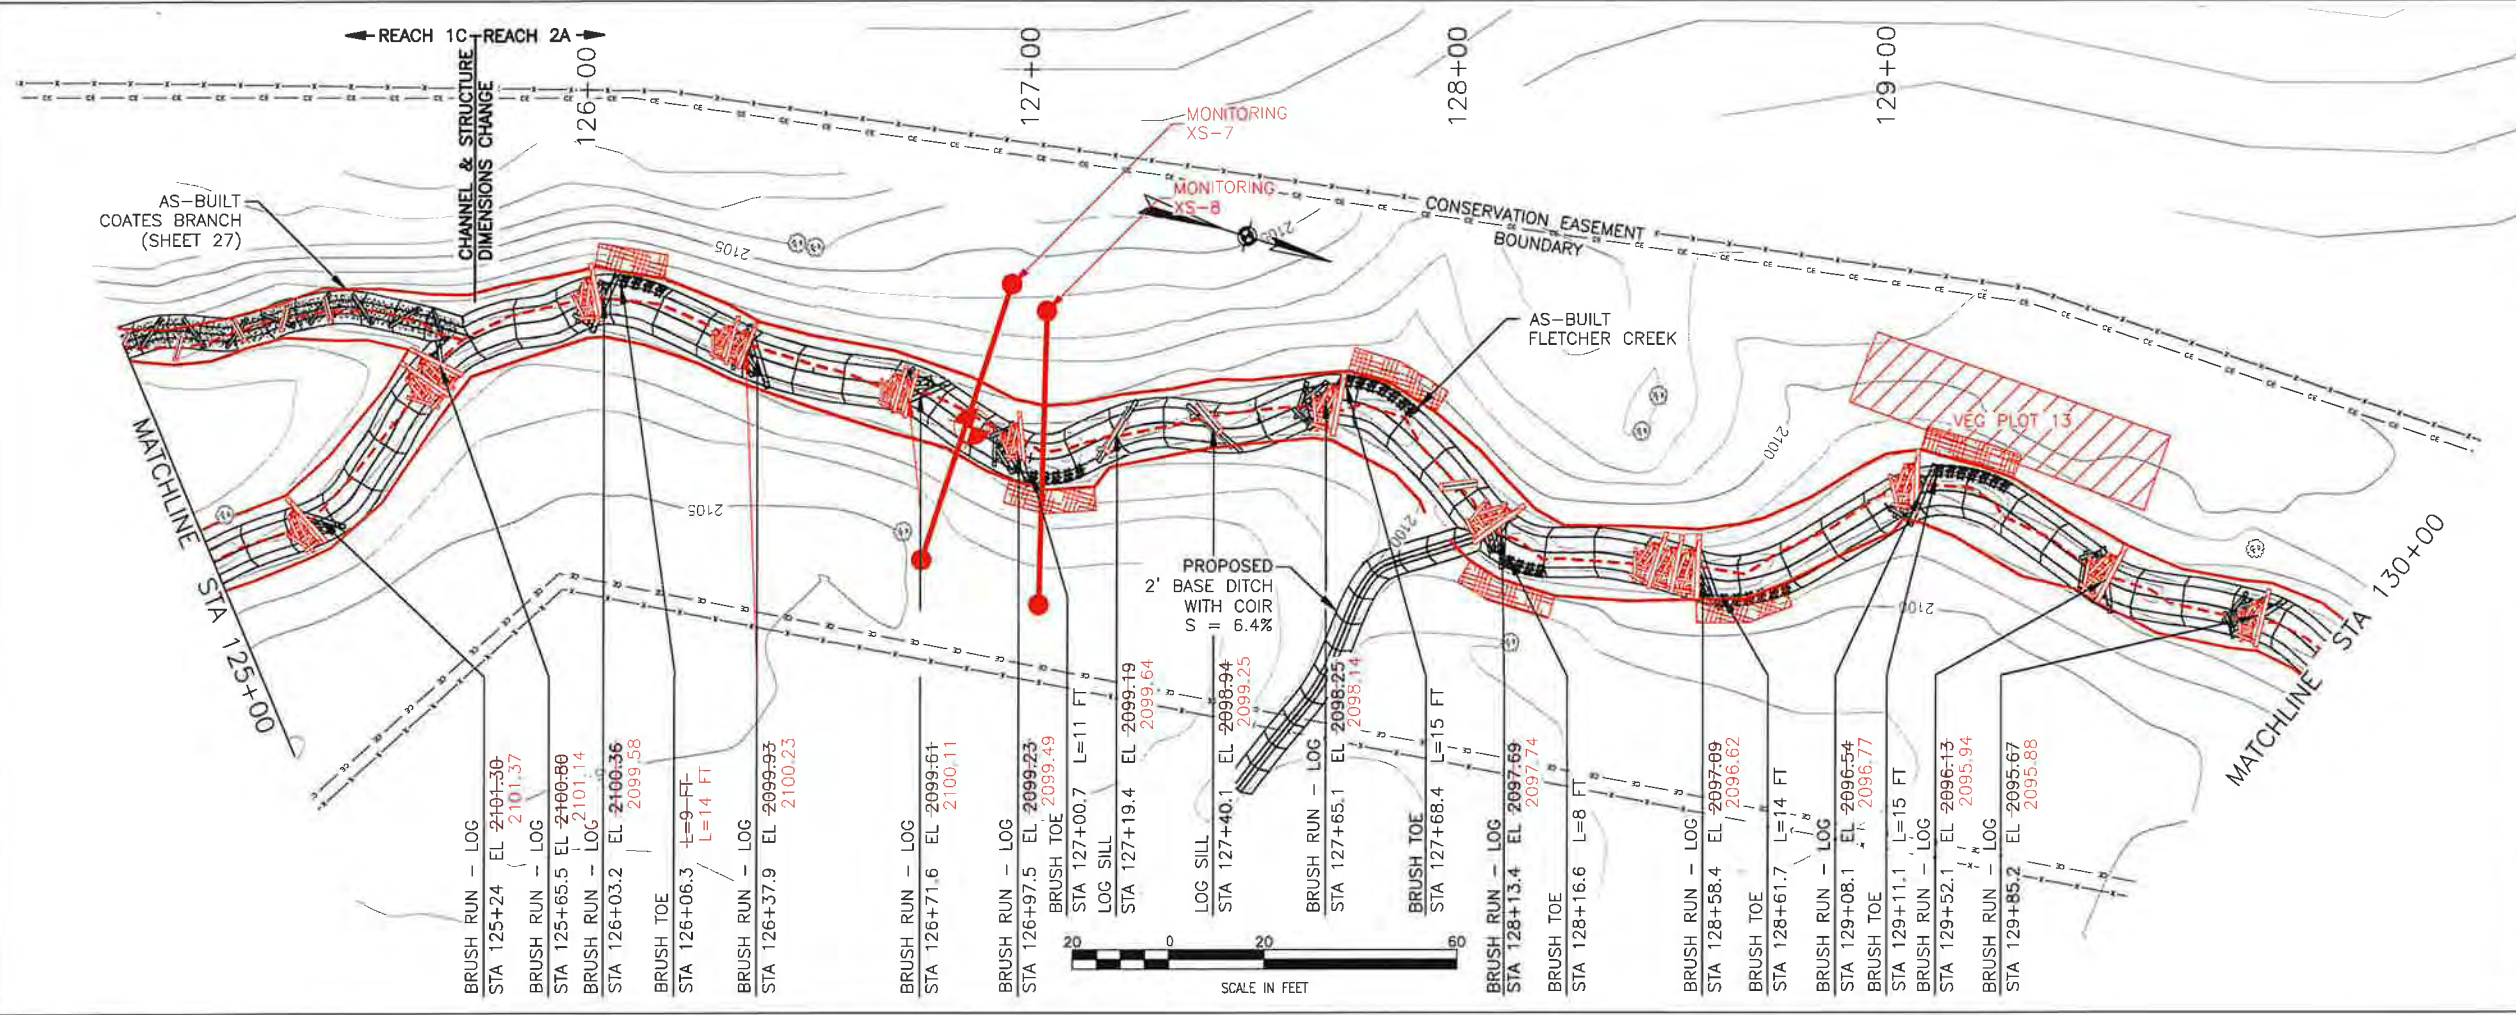 REACH 1C
REACH 2A
CHANNEL & STRUCTURE
DIMENSIONS CHANGE
126+00
127+00
128+00
129+00
MONITORING
XS-7
MONITORING
XS-8
AS-BUILT
COATES BRANCH
(SHEET 27)
CONSERVATION EASEMENT
BOUNDARY
2105
2105
AS-BUILT
FLETCHER CREEK
VEG PLOT 13
2100
2100
2105
2105
MATCHLINE STA 125+00
MATCHLINE STA 130+00
PROPOSED
2' BASE DITCH
WITH COIR
S = 6.4%
BRUSH RUN - LOG
STA 125+24 EL 2101.30
2101.37
BRUSH RUN - LOG
STA 125+65.5 EL 2100.80
2101.14
BRUSH RUN - LOG
STA 126+03.2 EL 2100.36
2099.58
BRUSH TOE
STA 126+06.3 L=9 FT
L=14 FT
BRUSH RUN - LOG
STA 126+37.9 EL 2099.93
2100.23
BRUSH RUN - LOG
STA 126+71.6 EL 2099.61
2100.11
BRUSH RUN - LOG
STA 126+97.5 EL 2099.23
2099.49
BRUSH TOE
STA 127+00.7 L=11 FT
LOG SILL
STA 127+19.4 EL 2099.19
2099.64
LOG SILL
STA 127+40.1 EL 2098.94
2099.25
BRUSH RUN - LOG
STA 127+65.1 EL 2098.25
2098.14
BRUSH TOE
STA 127+68.4 L=15 FT
BRUSH RUN - LOG
STA 128+13.4 EL 2097.69
2097.74
BRUSH TOE
STA 128+16.6 L=8 FT
BRUSH RUN - LOG
STA 128+58.4 EL 2097.09
2096.62
BRUSH TOE
STA 128+61.7 L=14 FT
BRUSH RUN - LOG
STA 129+08.1 EL 2096.54
2096.77
BRUSH TOE
STA 129+11.1 L=15 FT
BRUSH RUN - LOG
STA 129+52.1 EL 2096.13
2095.94
BRUSH RUN - LOG
STA 129+85.2 EL 2095.67
2095.88
20 0 20 60
SCALE IN FEET